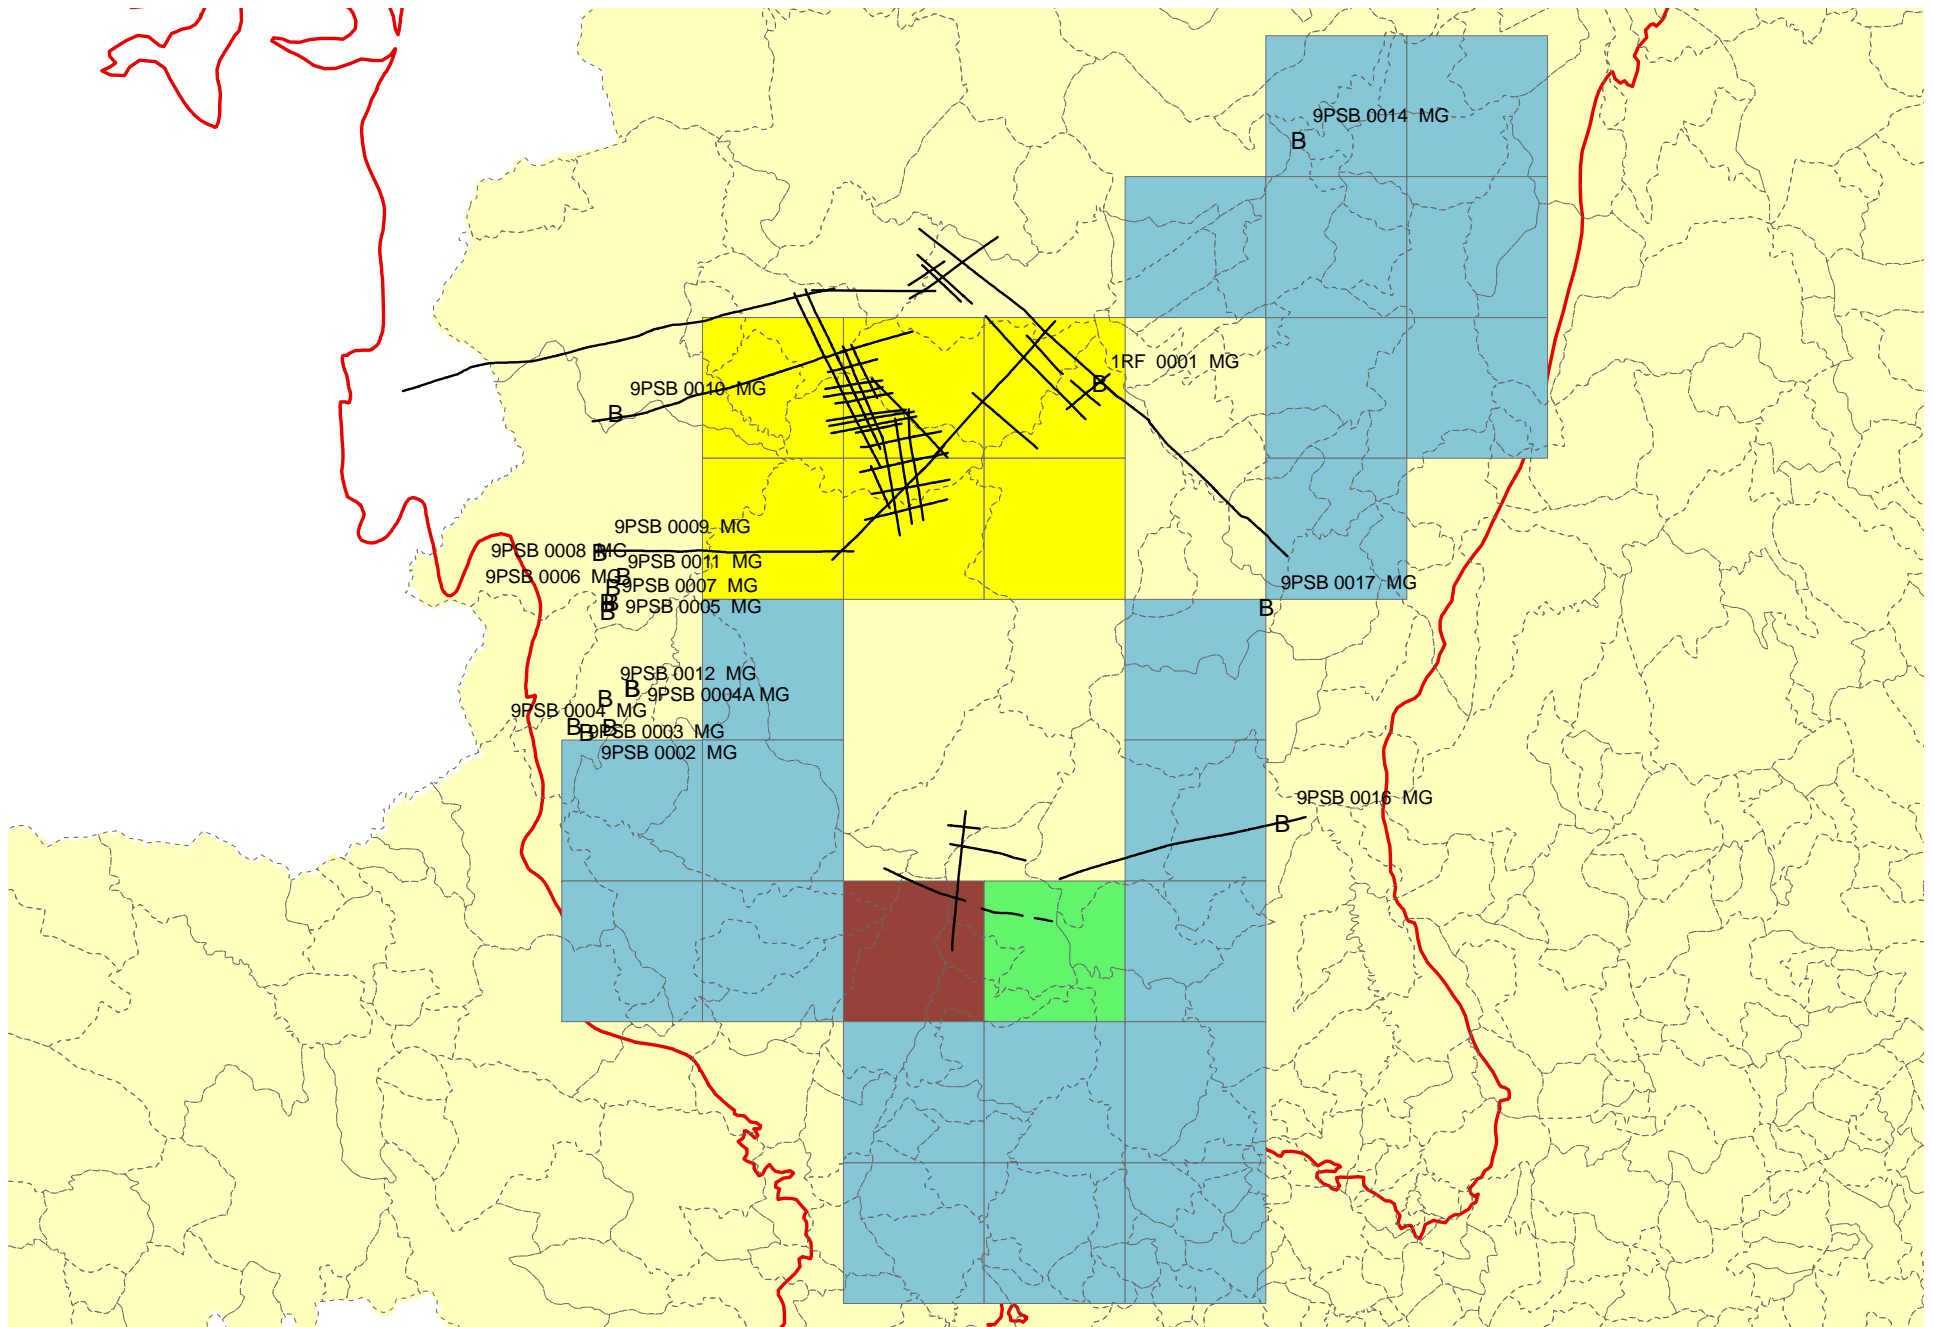 9PSB 0014  MG
B
1RF  0001  MG
B
9PSB 0010  MG
B
9PSB 0009  MG
9PSB 0008  MG
B
9PSB 0011  MG
9PSB 0006  MG
B
9PSB 0007  MG
B
9PSB 0017  MG
B
B
9PSB 0005  MG
B
B
9PSB 0012  MG
B
9PSB 0004A MG
B
9PSB 0004  MG
B
B
B
9PSB 0003  MG
9PSB 0002  MG
9PSB 0016  MG
B